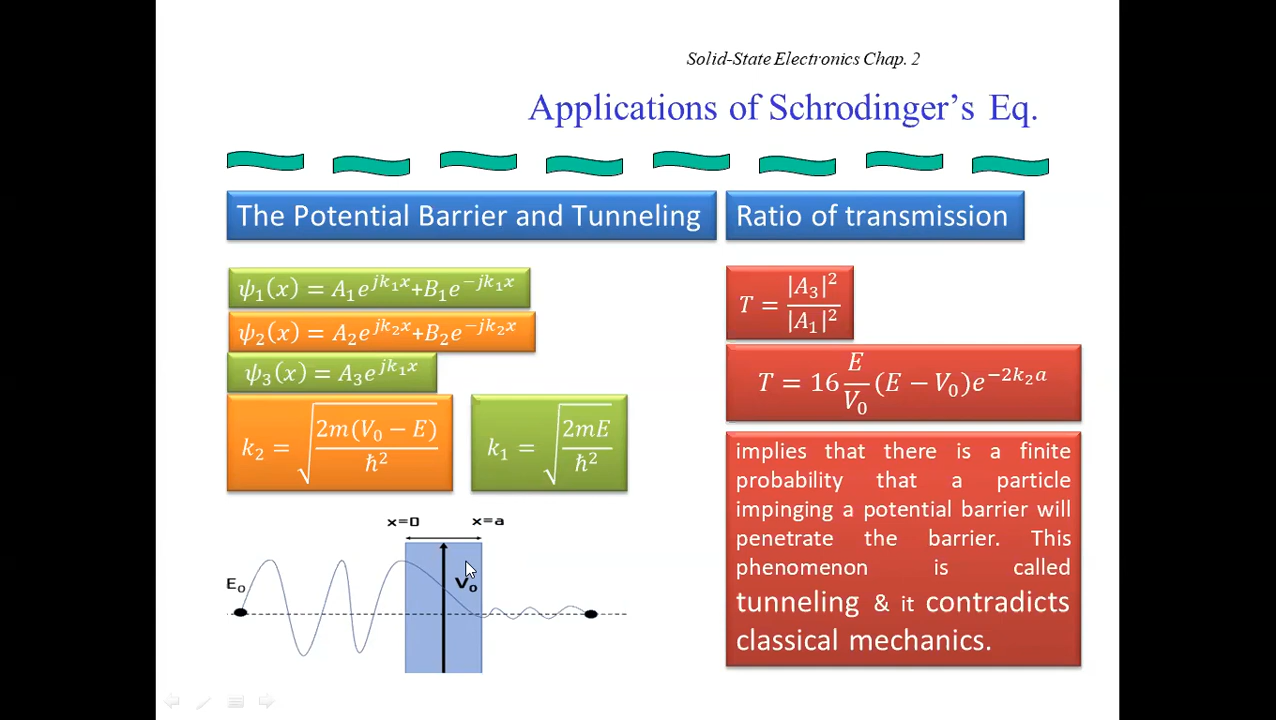 Solid-State Electronics Chap. 2
Applications of Schrodinger's Eq.
The Potential Barrier and Tunneling
ψ₁(x) = A₁e^{jk₁x}+B₁e^{-jk₁x}
ψ₂(x) = A₂e^{jk₂x}+B₂e^{-jk₂x}
ψ₃(x) = A₃e^{jk₁x}
k₂ = √(2m(V₀ − E)/ħ²)
k₁ = √(2mE/ħ²)
x=0 x=a
E₀
V₀
Ratio of transmission
T = |A₃|²/|A₁|²
T = 16 E/V₀ (E − V₀)e^{−2k₂a}
implies that there is a finite
probability that a particle
impinging a potential barrier will
penetrate the barrier. This
phenomenon is called
tunneling & it contradicts
classical mechanics.